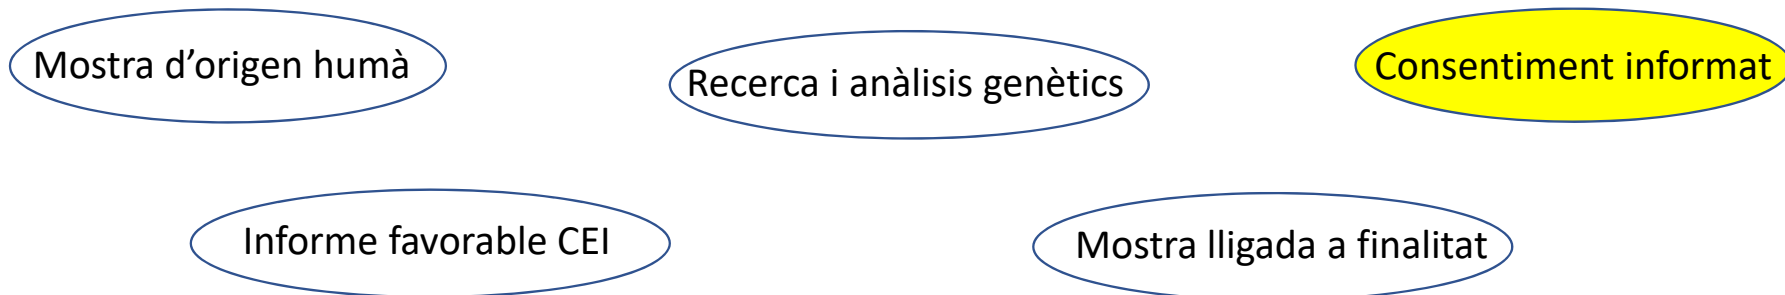 Mostra d’origen humà
Recerca i anàlisis genètics
Consentiment informat
Informe favorable CEI
Mostra lligada a finalitat